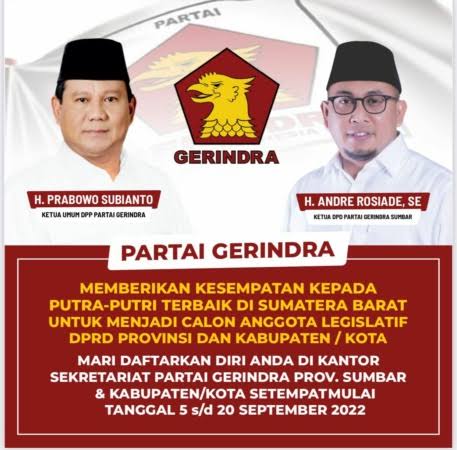 PARTAI
GERINDRA
H. PRABOWO SUBIANTO
KETUA UMUM DPP PARTAI GERINDRA
H. ANDRE ROSIADE, SE
KETUA DPD PARTAI GERINDRA SUMBAR
PARTAI GERINDRA
MEMBERIKAN KESEMPATAN KEPADA
PUTRA-PUTRI TERBAIK DI SUMATERA BARAT
UNTUK MENJADI CALON ANGGOTA LEGISLATIF
DPRD PROVINSI DAN KABUPATEN / KOTA
MARI DAFTARKAN DIRI ANDA DI KANTOR
SEKRETARIAT PARTAI GERINDRA PROV. SUMBAR
& KABUPATEN/KOTA SETEMPATMULAI
TANGGAL 5 s/d 20 SEPTEMBER 2022